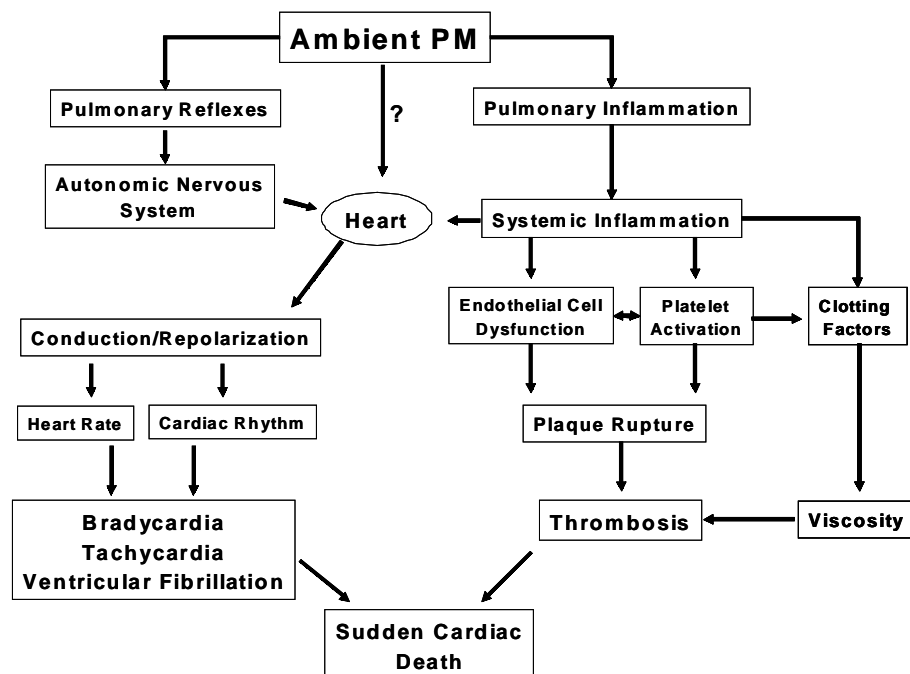 Ambient PM
Pulmonary Reflexes
Pulmonary Inflammation
?
Autonomic Nervous
System
Heart
Systemic Inflammation
Endothelial Cell
Dysfunction
Platelet
Activation
Clotting
Factors
Conduction/Repolarization
Heart Rate
Cardiac Rhythm
Plaque Rupture
Bradycardia
Tachycardia
Ventricular Fibrillation
Thrombosis
Viscosity
Sudden Cardiac
Death